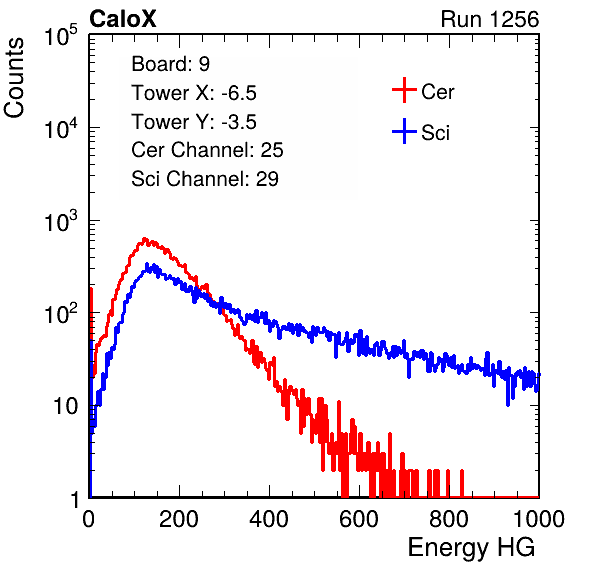 CaloX Run 1256
Counts
10^5
10^4
10^3
10^2
10
1
Board: 9
Tower X: -6.5
Tower Y: -3.5
Cer Channel: 25
Sci Channel: 29
Cer
Sci
0 200 400 600 800 1000
Energy HG